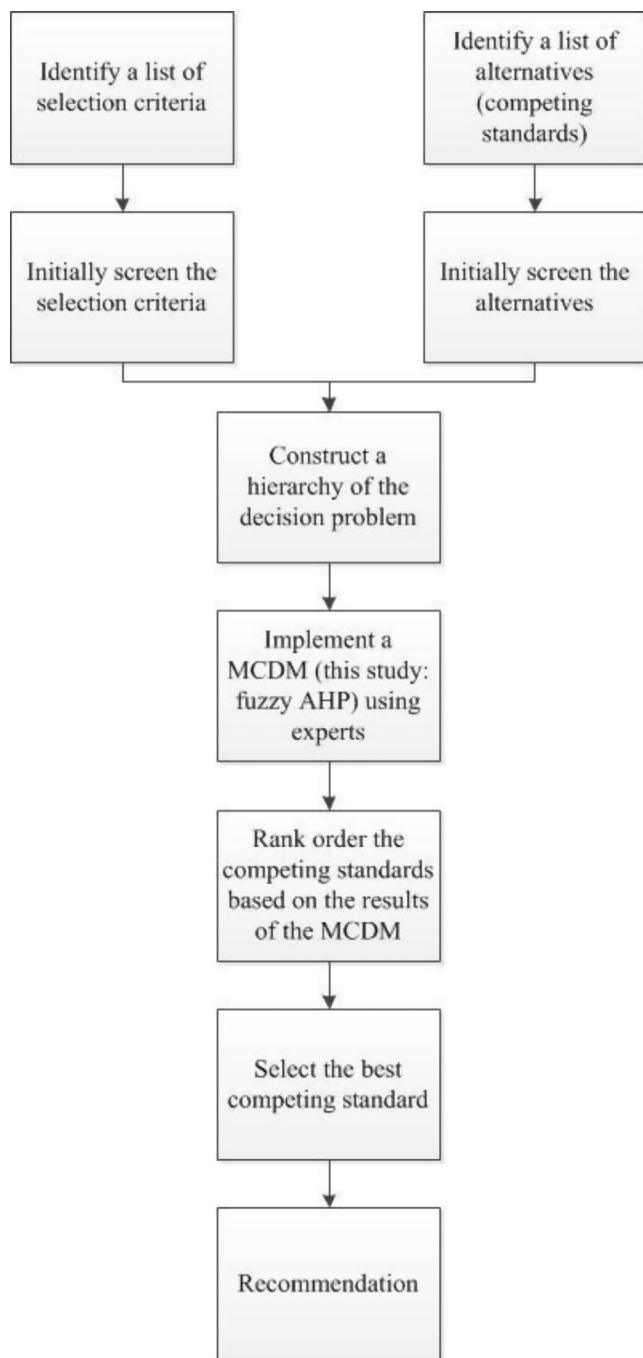 Identify a list of
selection criteria
Identify a list of
alternatives
(competing
standards)
Initially screen the
selection criteria
Initially screen the
alternatives
Construct a
hierarchy of the
decision problem
Implement a
MCDM (this study:
fuzzy AHP) using
experts
Rank order the
competing standards
based on the results
of the MCDM
Select the best
competing standard
Recommendation